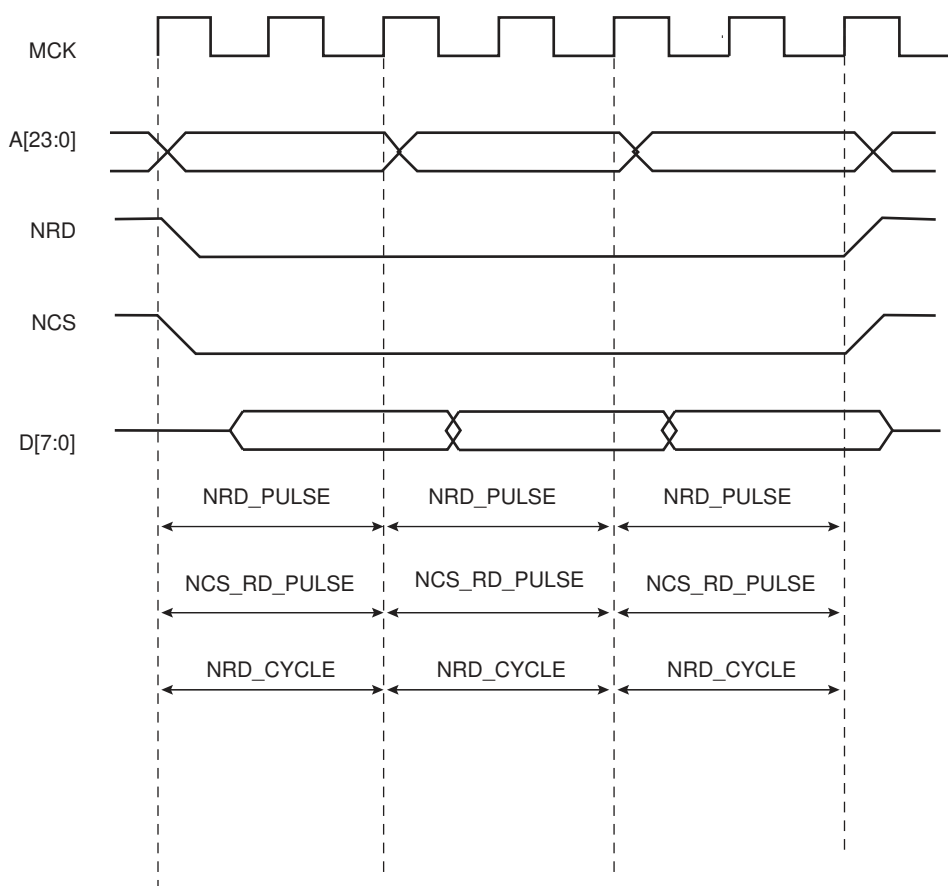 MCK
A[23:0]
NRD
NCS
D[7:0]
NRD_PULSE NRD_PULSE NRD_PULSE
NCS_RD_PULSE NCS_RD_PULSE NCS_RD_PULSE
NRD_CYCLE NRD_CYCLE NRD_CYCLE